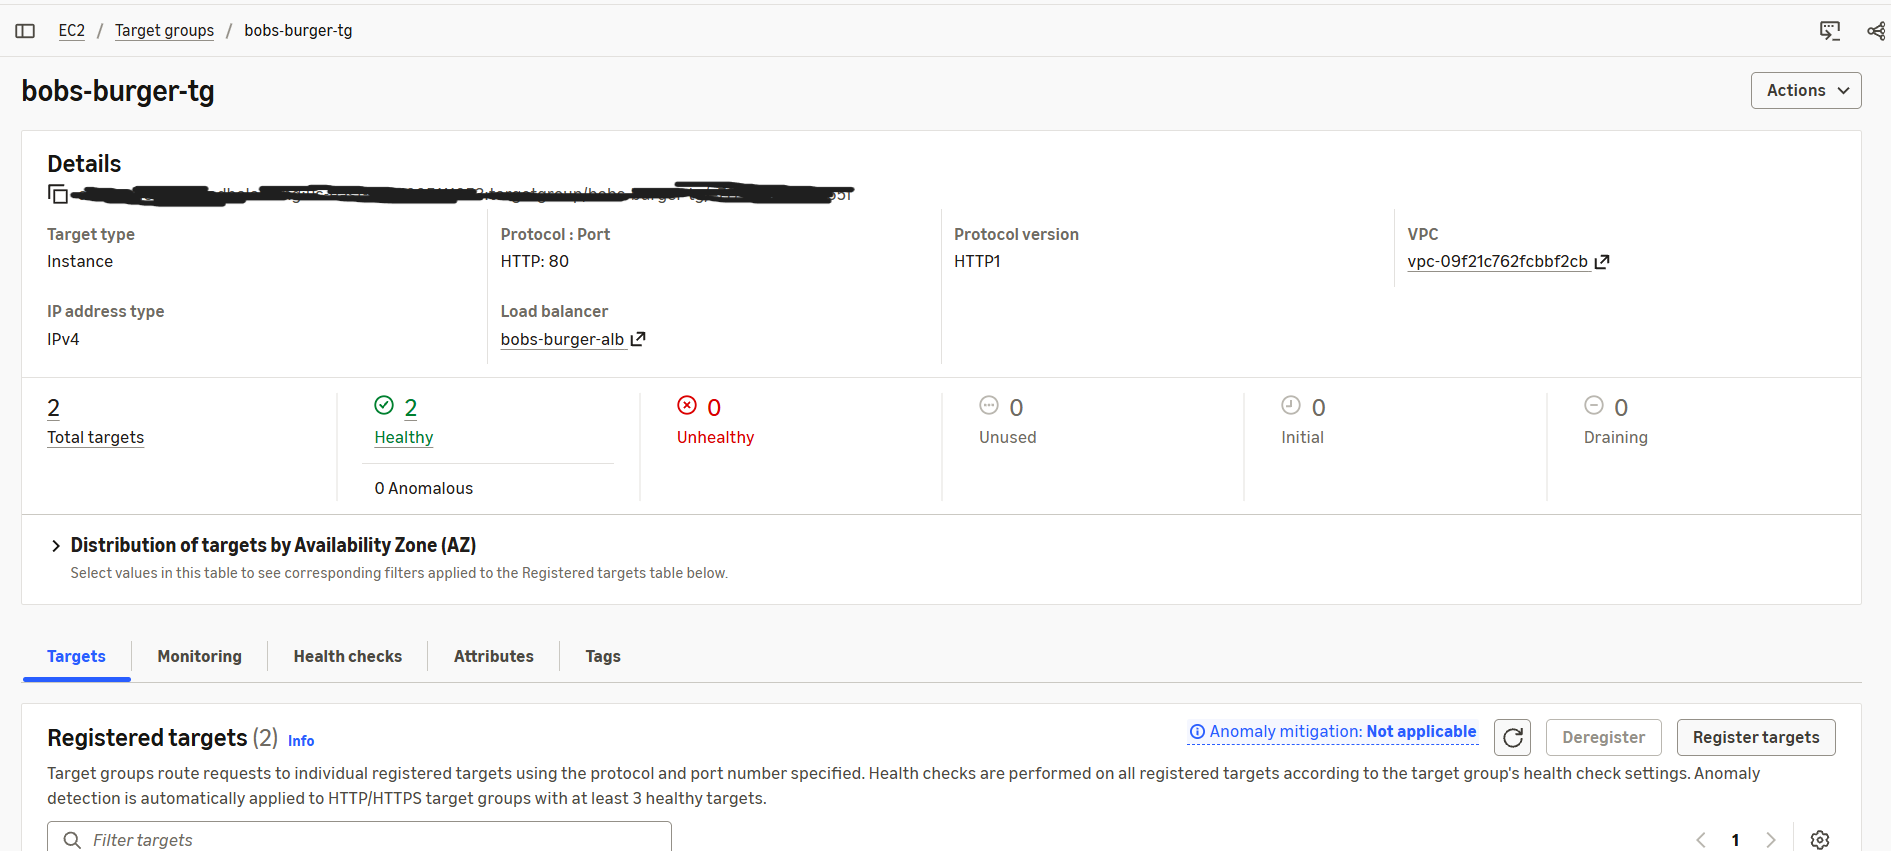 EC2 / Target groups / bobs-burger-tg
bobs-burger-tg
Actions
Details
Target type
Instance
Protocol : Port
HTTP: 80
Protocol version
HTTP1
VPC
vpc-09f21c762fcbbf2cb
IP address type
IPv4
Load balancer
bobs-burger-alb
2
Total targets
2
Healthy
0 Anomalous
0
Unhealthy
0
Unused
0
Initial
0
Draining
Distribution of targets by Availability Zone (AZ)
Select values in this table to see corresponding filters applied to the Registered targets table below.
Targets
Monitoring
Health checks
Attributes
Tags
Registered targets (2) Info
Anomaly mitigation: Not applicable
Deregister
Register targets
Target groups route requests to individual registered targets using the protocol and port number specified. Health checks are performed on all registered targets according to the target group's health check settings. Anomaly
detection is automatically applied to HTTP/HTTPS target groups with at least 3 healthy targets.
Filter targets
1